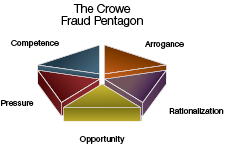 The Crowe
Fraud Pentagon
Competence
Arrogance
Pressure
Rationalization
Opportunity